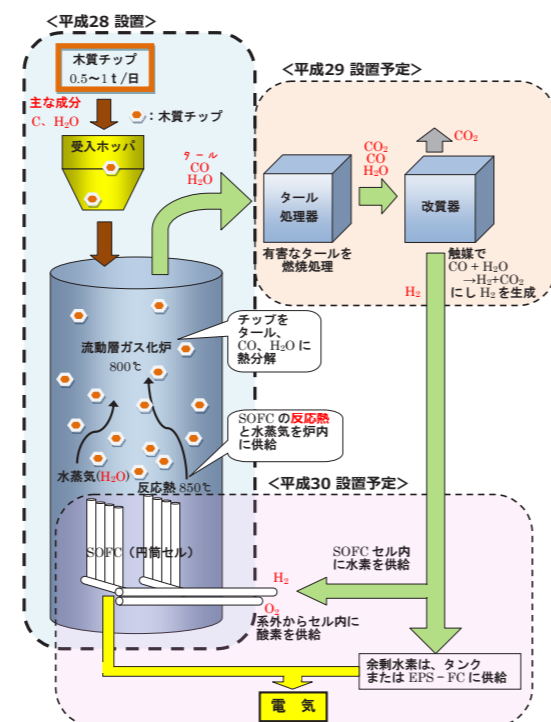 <平成28 設置>
木質チップ
0.5～1 t/日
主な成分
C、H₂O
:木質チップ
受入ホッパ
タール
CO
H₂O
<平成29 設置予定>
CO₂
CO
H₂O
CO₂
タール
処理器
改質器
有害なタールを
燃焼処理
触媒で
CO + H₂O
→H₂+CO₂
にし H₂ を生成
H₂
チップを
タール、
CO、H₂O に
熱分解
流動層ガス化炉
800℃
SOFC の反応熱
と水蒸気を炉内
に供給
水蒸気(H₂O)
反応熱 850℃
<平成30 設置予定>
SOFC（円筒セル）
SOFC セル内
に水素を供給
H₂
O₂
系外からセル内に
酸素を供給
余剰水素は、タンク
または EPS－FC に供給
電 気